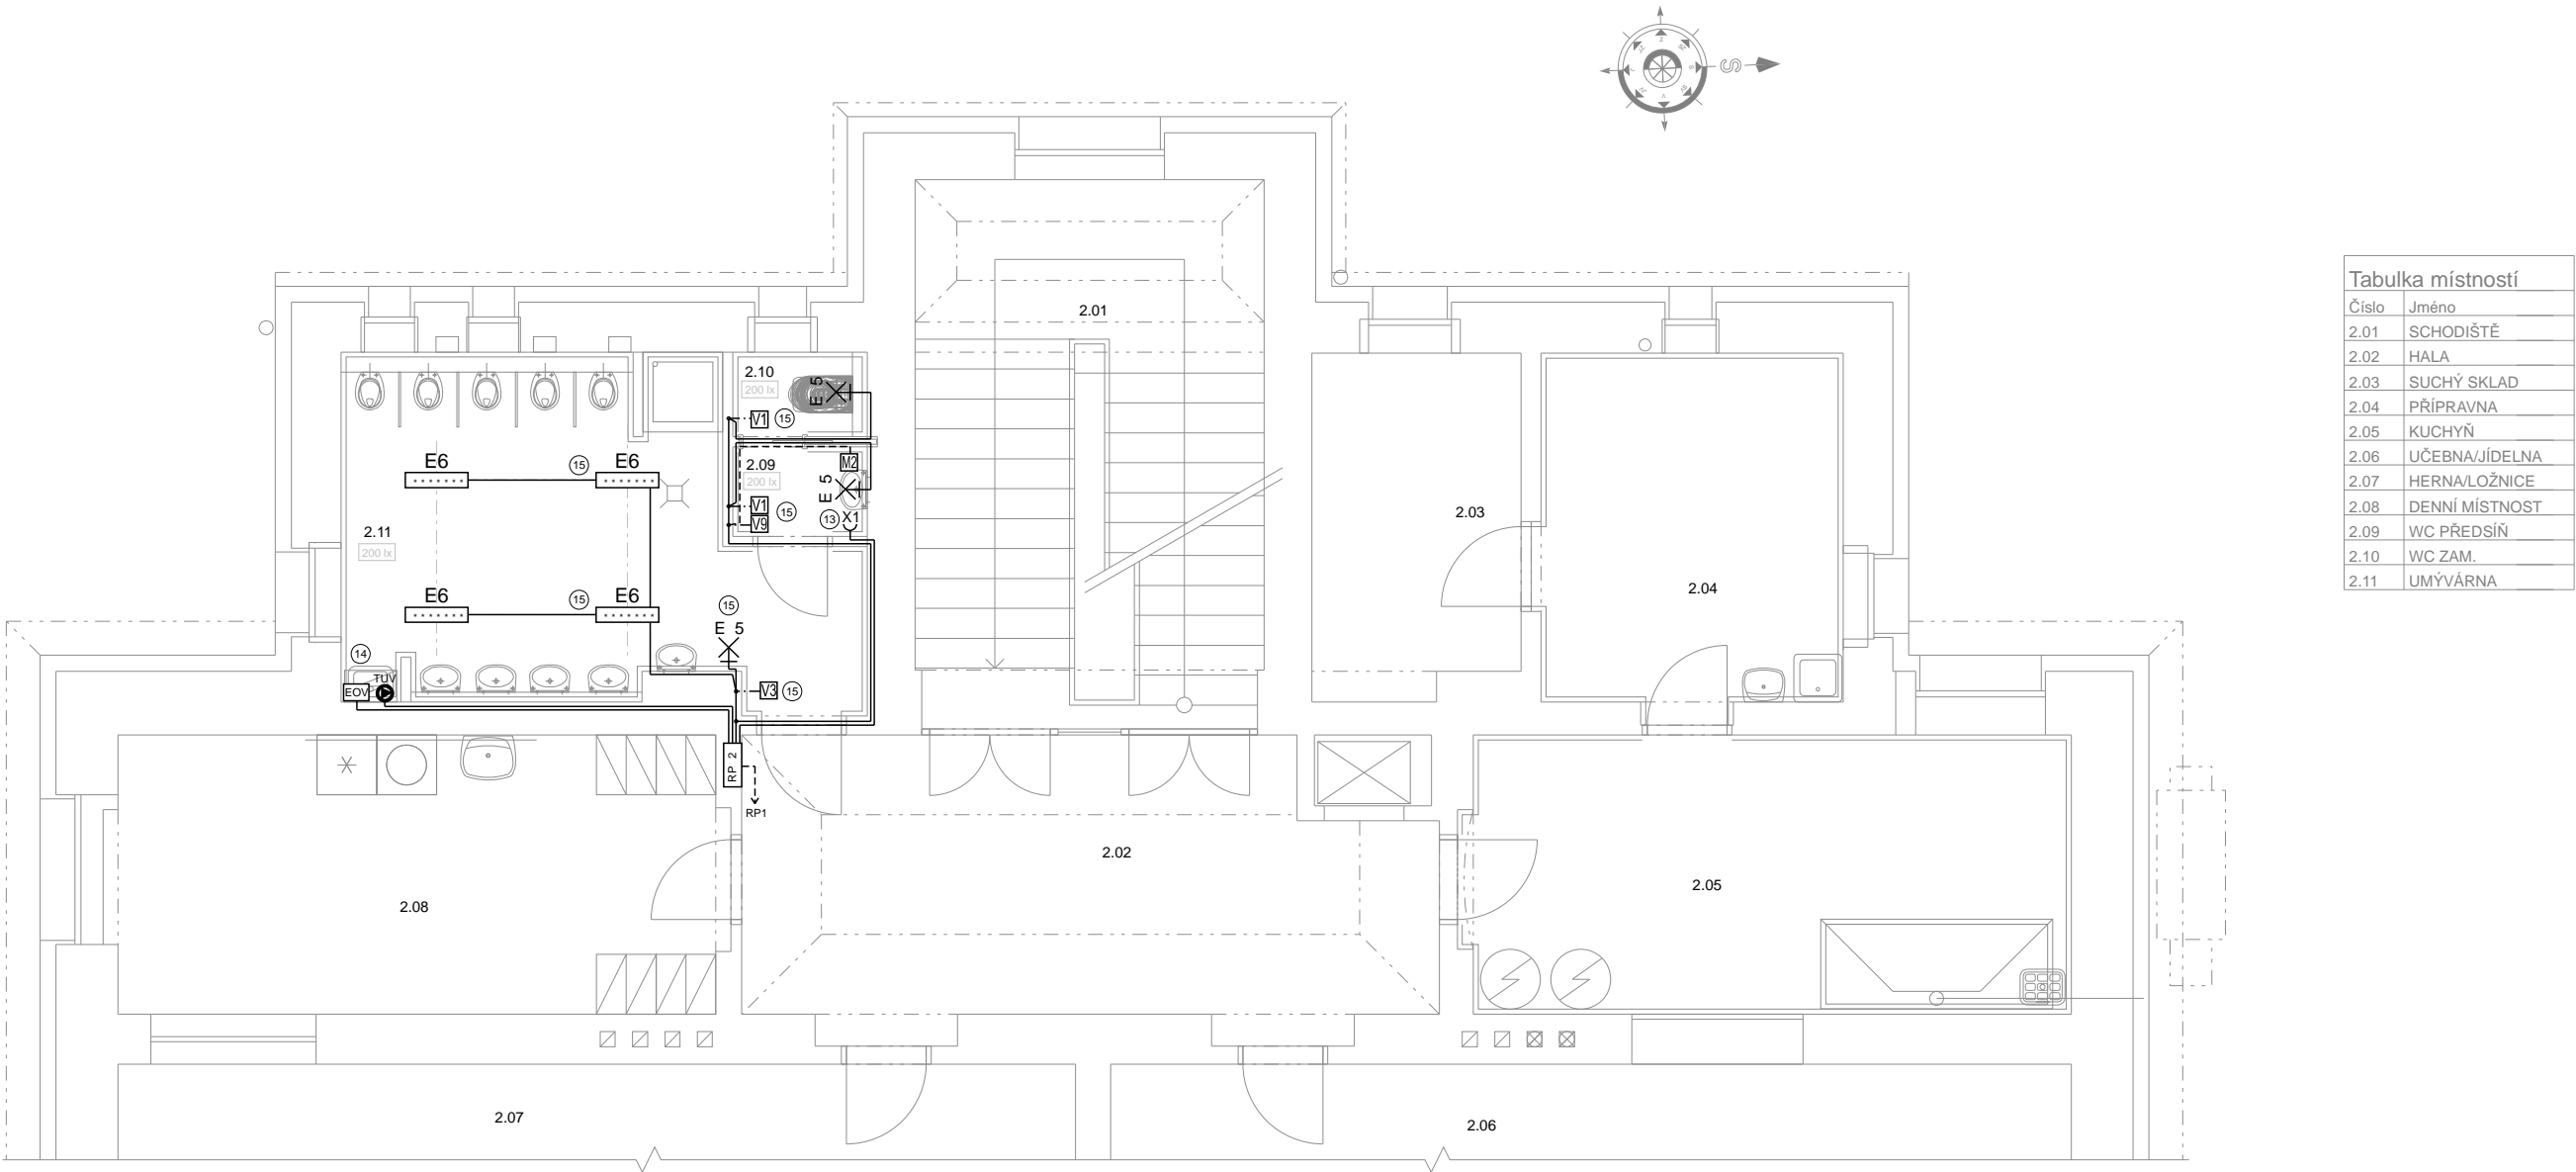 S
Tabulka místností
Číslo Jméno
2.01 SCHODIŠTĚ
2.02 HALA
2.03 SUCHÝ SKLAD
2.04 PŘÍPRAVNA
2.05 KUCHYŇ
2.06 UČEBNA/JÍDELNA
2.07 HERNA/LOŽNICE
2.08 DENNÍ MÍSTNOST
2.09 WC PŘEDSÍŇ
2.10 WC ZAM.
2.11 UMÝVÁRNA
2.01
2.10
200 lx
E 5
V1 15
2.09
200 lx
M2
E 5
V1 15
V9
13 X1
E6 15 E6
2.11
200 lx
E6 15 E6
15
E 5
V3 15
14
EOV TUV
RP 2
RP1
2.03
2.04
2.02
2.05
2.08
2.07
2.06